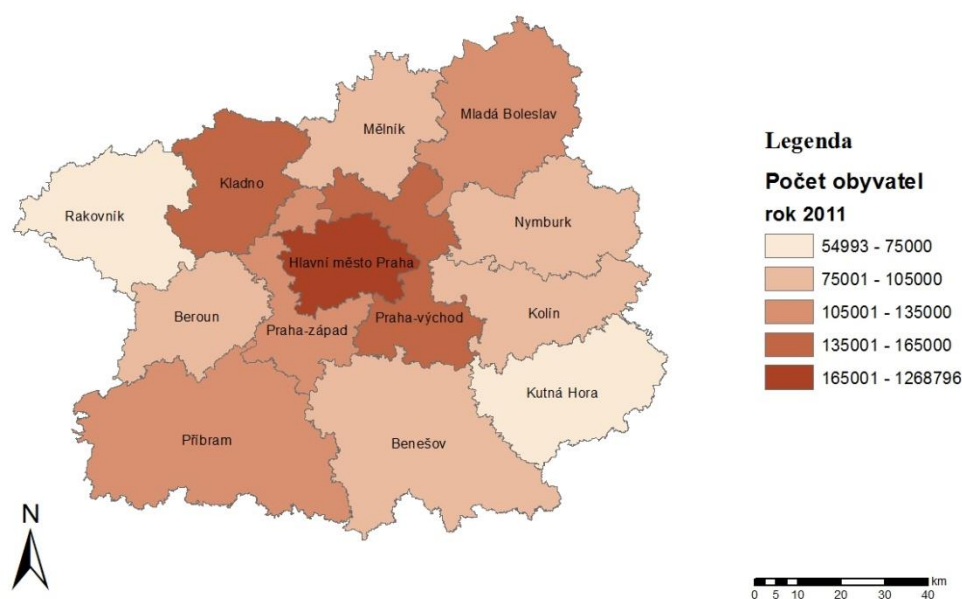 Mělník
Mladá Boleslav
Kladno
Rakovník
Nymburk
Hlavní město Praha
Beroun
Praha-západ
Praha-východ
Kolín
Kutná Hora
Příbram
Benešov
Legenda
Počet obyvatel
rok 2011
54993 - 75000
75001 - 105000
105001 - 135000
135001 - 165000
165001 - 1268796
N
km
0 5 10 20 30 40